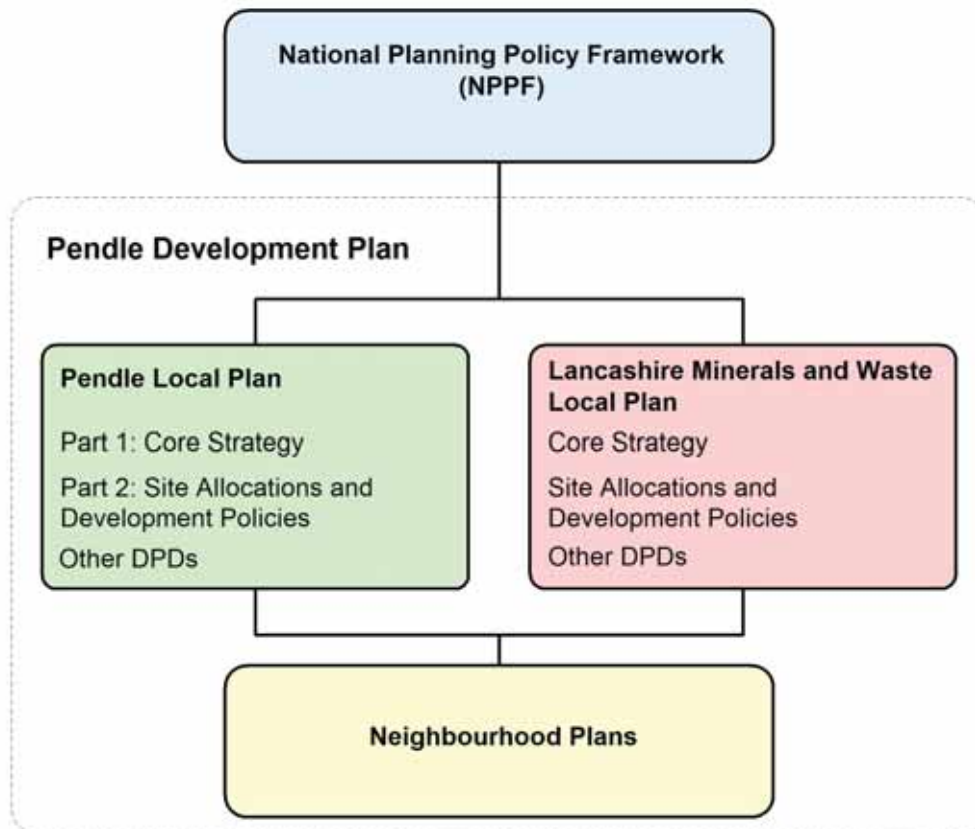 National Planning Policy Framework
(NPPF)
Pendle Development Plan
Pendle Local Plan
Part 1: Core Strategy
Part 2: Site Allocations and
Development Policies
Other DPDs
Lancashire Minerals and Waste
Local Plan
Core Strategy
Site Allocations and
Development Policies
Other DPDs
Neighbourhood Plans